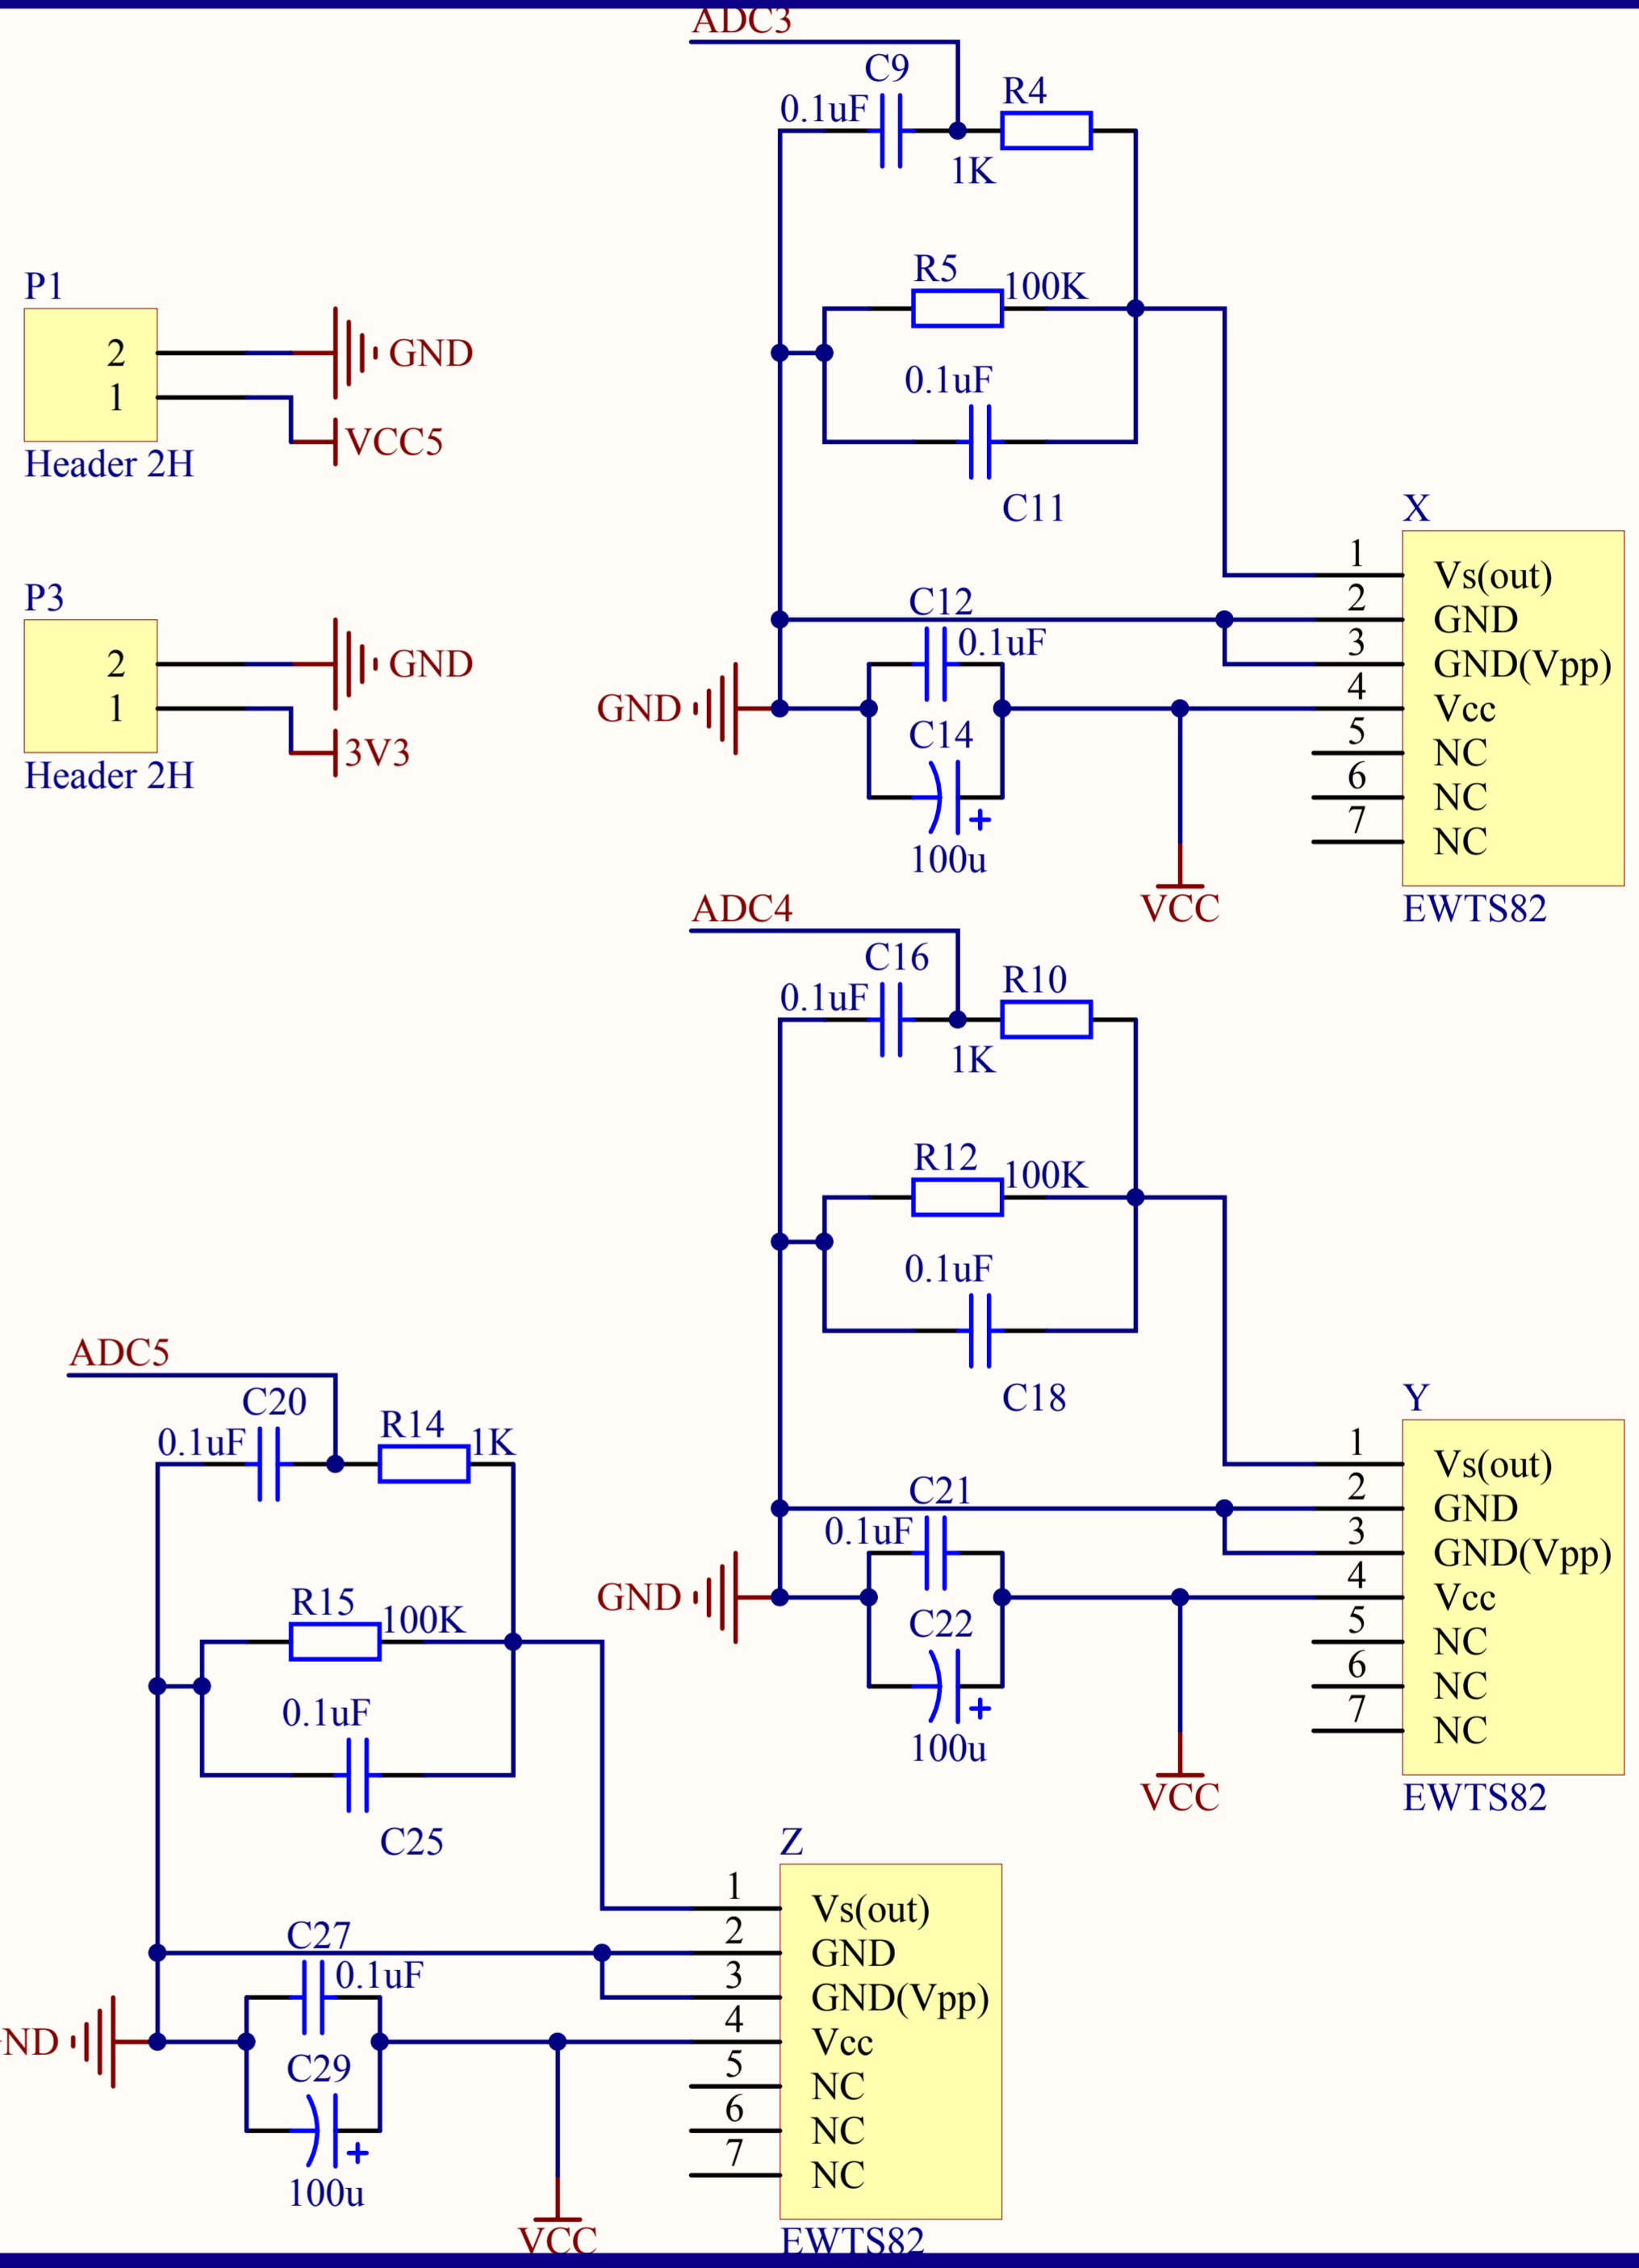 ADC3
C9
0.1uF
R4
1K
P1
2
1
GND
VCC5
Header 2H
R5
100K
0.1uF
C11
P3
2
1
GND
3V3
Header 2H
X
1 Vs(out)
2 GND
3 GND(Vpp)
4 Vcc
5 NC
6 NC
7 NC
EWTS82
C12
0.1uF
GND
C14
+
100u
VCC
ADC4
C16
0.1uF
R10
1K
R12
100K
0.1uF
C18
Y
1 Vs(out)
2 GND
3 GND(Vpp)
4 Vcc
5 NC
6 NC
7 NC
EWTS82
C21
0.1uF
GND
C22
+
100u
VCC
ADC5
C20
0.1uF
R14
1K
R15
100K
0.1uF
C25
Z
1 Vs(out)
2 GND
3 GND(Vpp)
4 Vcc
5 NC
6 NC
7 NC
EWTS82
C27
0.1uF
ND
C29
+
100u
VCC